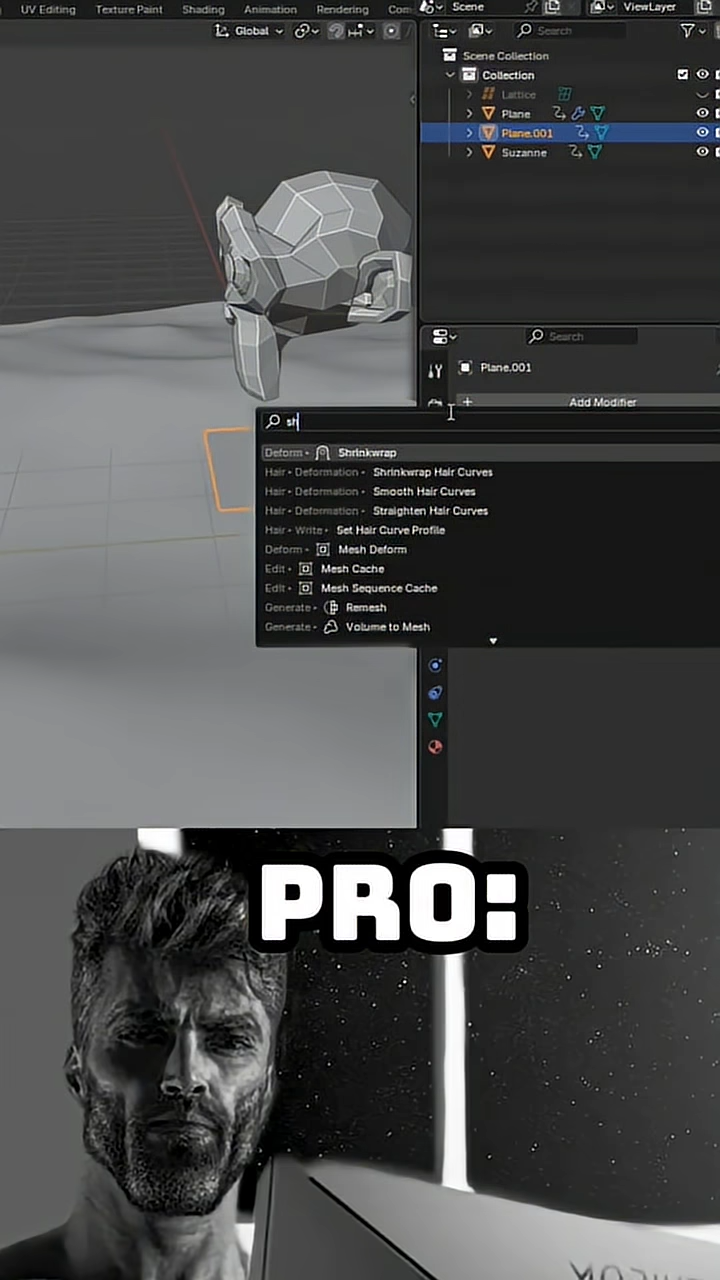 UV Editing Texture Paint Shading Animation Rendering Scene ViewLayer
Global Search
Scene Collection
Collection
Lattice
Plane
Plane.001
Suzanne
Search
Plane.001
Add Modifier
sh
Deform Shrinkwrap
Hair Deformation Shrinkwrap Hair Curves
Hair Deformation Smooth Hair Curves
Hair Deformation Straighten Hair Curves
Hair Write Set Hair Curve Profile
Deform Mesh Deform
Edit Mesh Cache
Edit Mesh Sequence Cache
Generate Remesh
Generate Volume to Mesh
PRO: